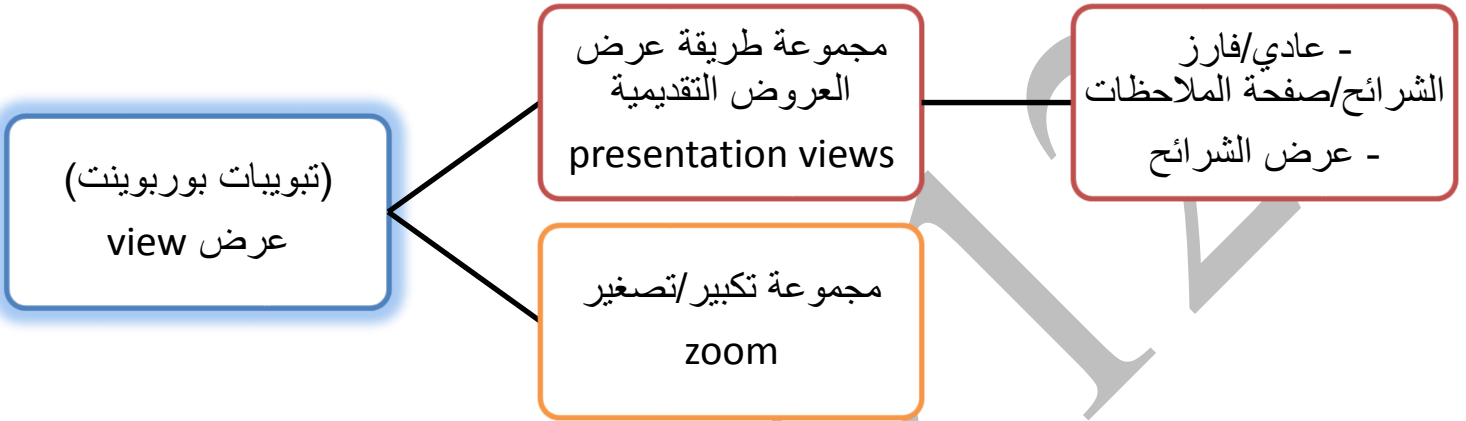 (تبويبات بوربوينت)
عرض view
مجموعة طريقة عرض
العروض التقديمية
presentation views
- عادي/فارز
الشرائح/صفحة الملاحظات
- عرض الشرائح
مجموعة تكبير/تصغير
zoom